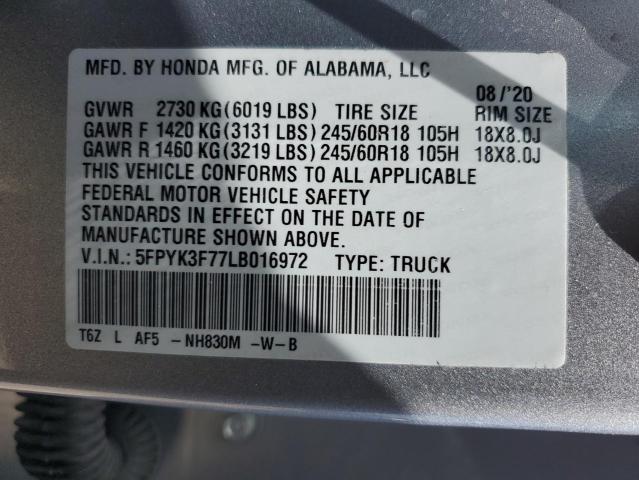 MFD. BY HONDA MFG. OF ALABAMA, LLC
08/'20
GVWR 2730 KG(6019 LBS) TIRE SIZE RIM SIZE
GAWR F 1420 KG(3131 LBS)245/60R18 105H 18X8.0J
GAWR R 1460 KG(3219 LBS)245/60R18 105H 18X8.0J
THIS VEHICLE CONFORMS TO ALL APPLICABLE
FEDERAL MOTOR VEHICLE SAFETY
STANDARDS IN EFFECT ON THE DATE OF
MANUFACTURE SHOWN ABOVE.
V.I.N.: 5FPYK3F77LB016972 TYPE: TRUCK
T6Z L AF5 -NH830M -W-B